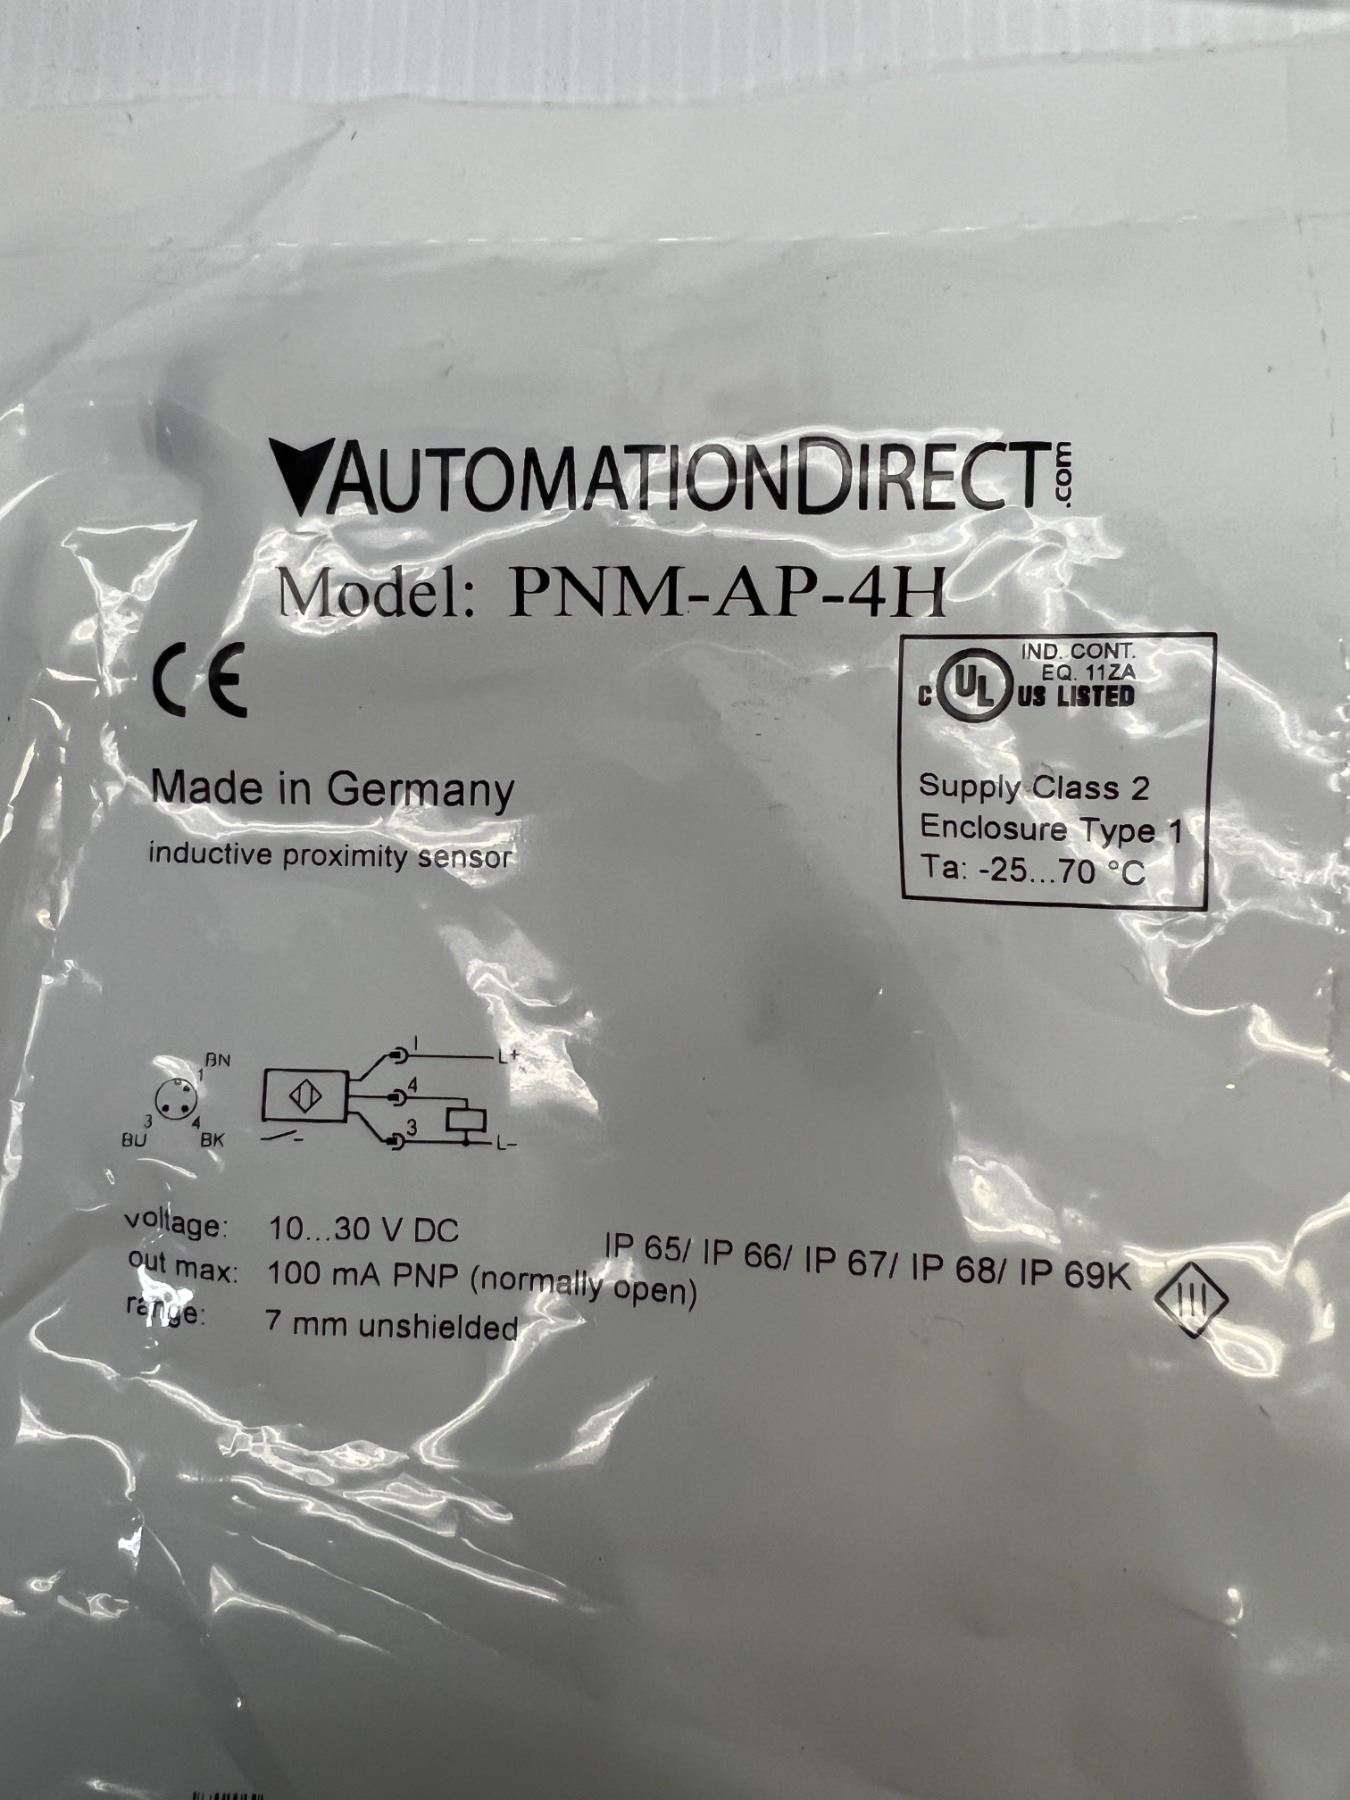 AUTOMATIONDIRECT.com
Model: PNM-AP-4H
CE
IND. CONT.
EQ. 11ZA
C UL US LISTED
Supply Class 2
Enclosure Type 1
Ta: -25...70 °C
Made in Germany
inductive proximity sensor
BN
1
3
4
BU
BK
1
L+
4
3
L-
voltage: 10...30 V DC
out max: 100 mA PNP (normally open)
range: 7 mm unshielded
IP 65/ IP 66/ IP 67/ IP 68/ IP 69K
III